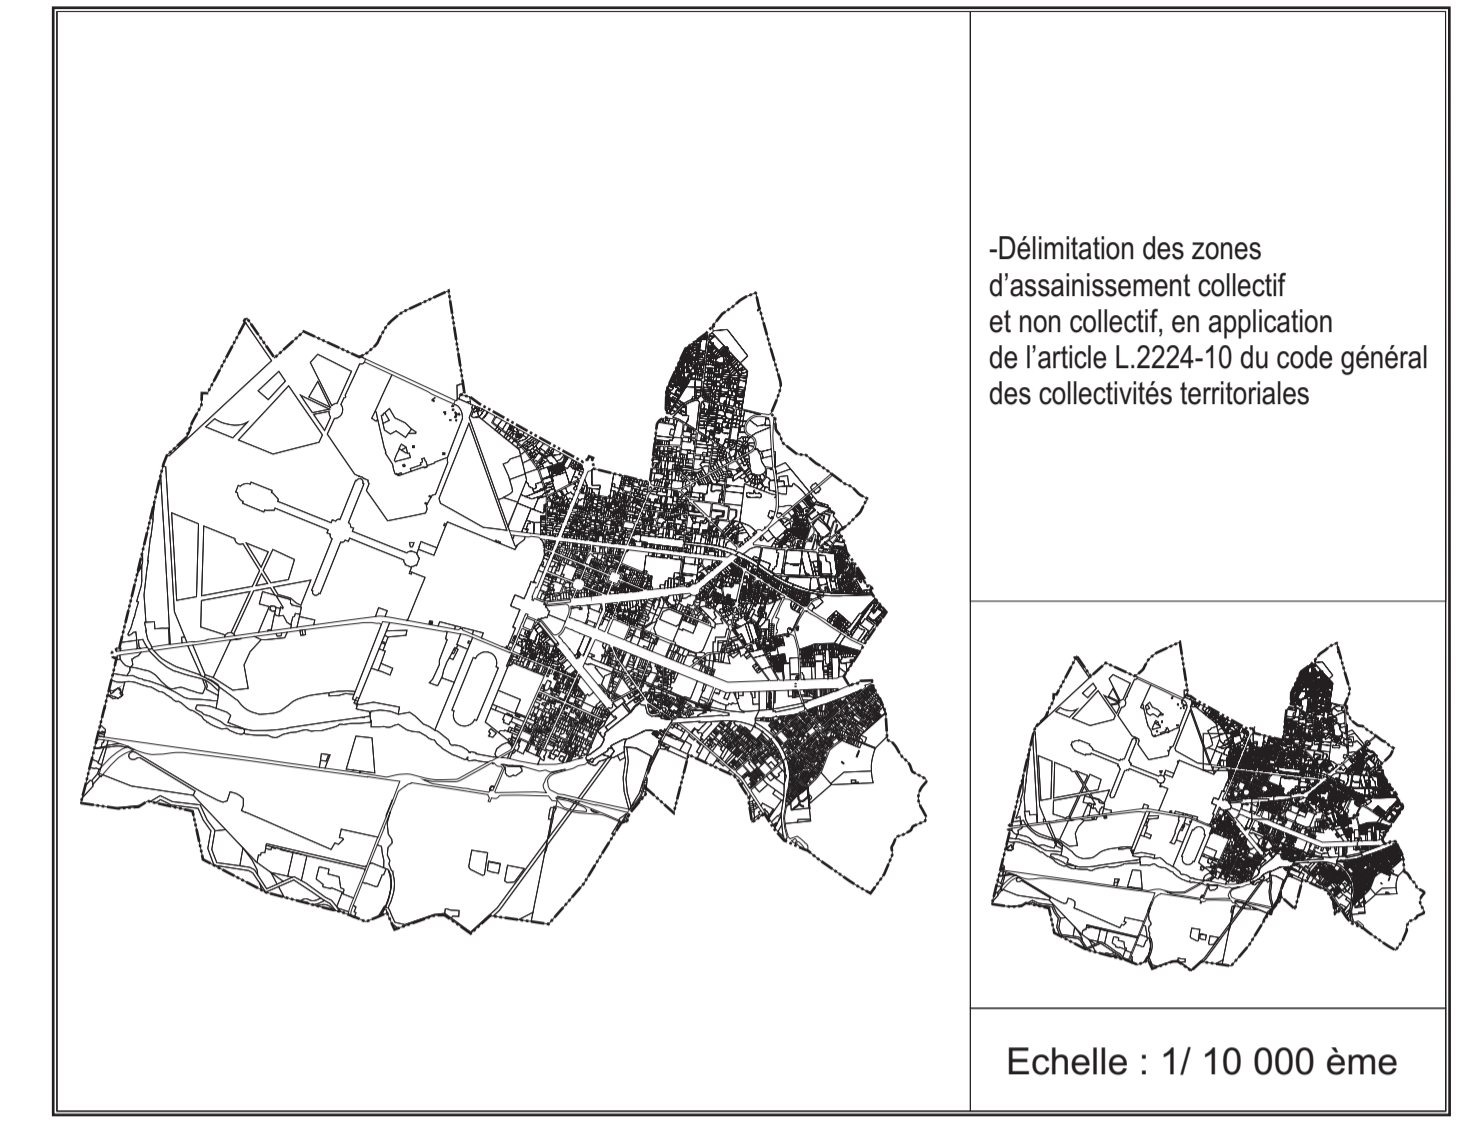 -Délimitation des zones
d’assainissement collectif
et non collectif, en application
de l’article L.2224-10 du code général
des collectivités territoriales
Echelle : 1/ 10 000 ème